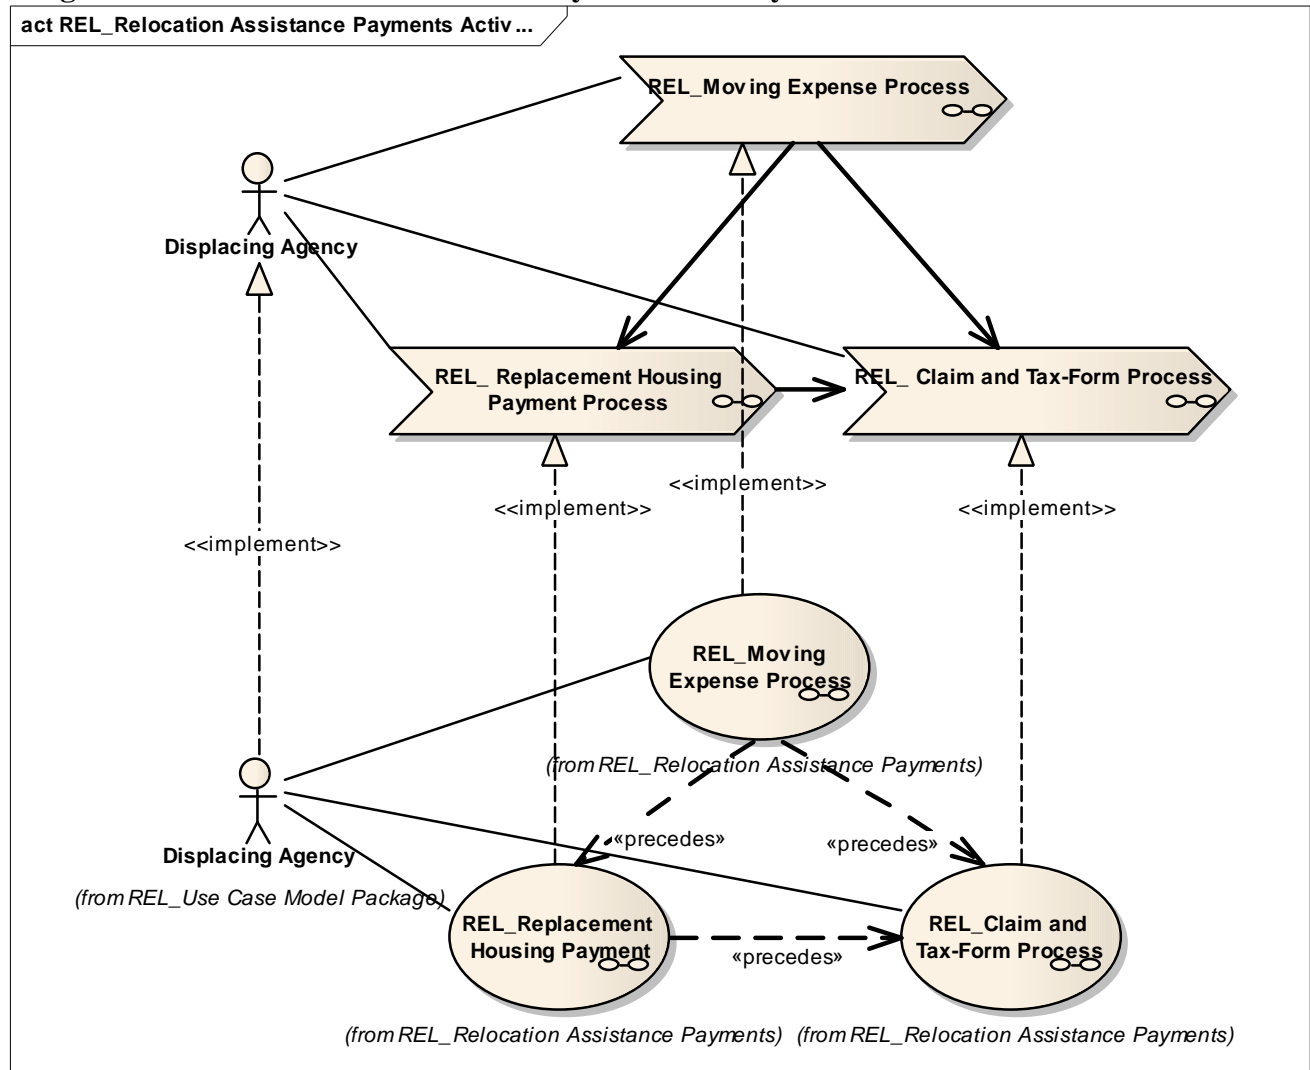 act REL_Relocation Assistance Payments Activ...
REL_Moving Expense Process
Displacing Agency
REL_ Replacement Housing
Payment Process
REL_ Claim and Tax-Form Process
<<implement>>
<<implement>>
<<implement>>
<<implement>>
REL_Moving
Expense Process
(from REL_Relocation Assistance Payments)
«precedes»
«precedes»
Displacing Agency
(from REL_Use Case Model Package)
REL_Replacement
Housing Payment
REL_Claim and
Tax-Form Process
«precedes»
(from REL_Relocation Assistance Payments)
(from REL_Relocation Assistance Payments)